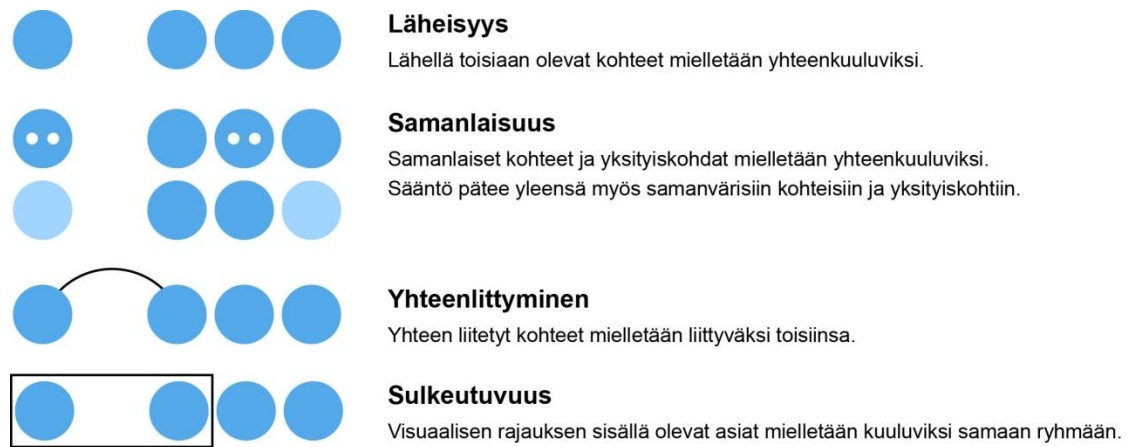 Läheisyys
Lähellä toisiaan olevat kohteet mielletään yhteenkuuluviksi.
Samanlaisuus
Samanlaiset kohteet ja yksityiskohdat mielletään yhteenkuuluviksi.
Sääntö pätee yleensä myös samanvärisiin kohteisiin ja yksityiskohtiin.
Yhteenlittyminen
Yhteen liitetyt kohteet mielletään liittyväksi toisiinsa.
Sulkeutuvuus
Visuaalisen rajauksen sisällä olevat asiat mielletään kuuluviksi samaan ryhmään.